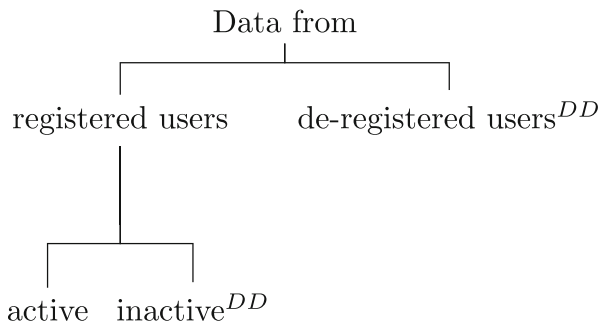 Data from
registered users de-registered users^{DD}
active inactive^{DD}